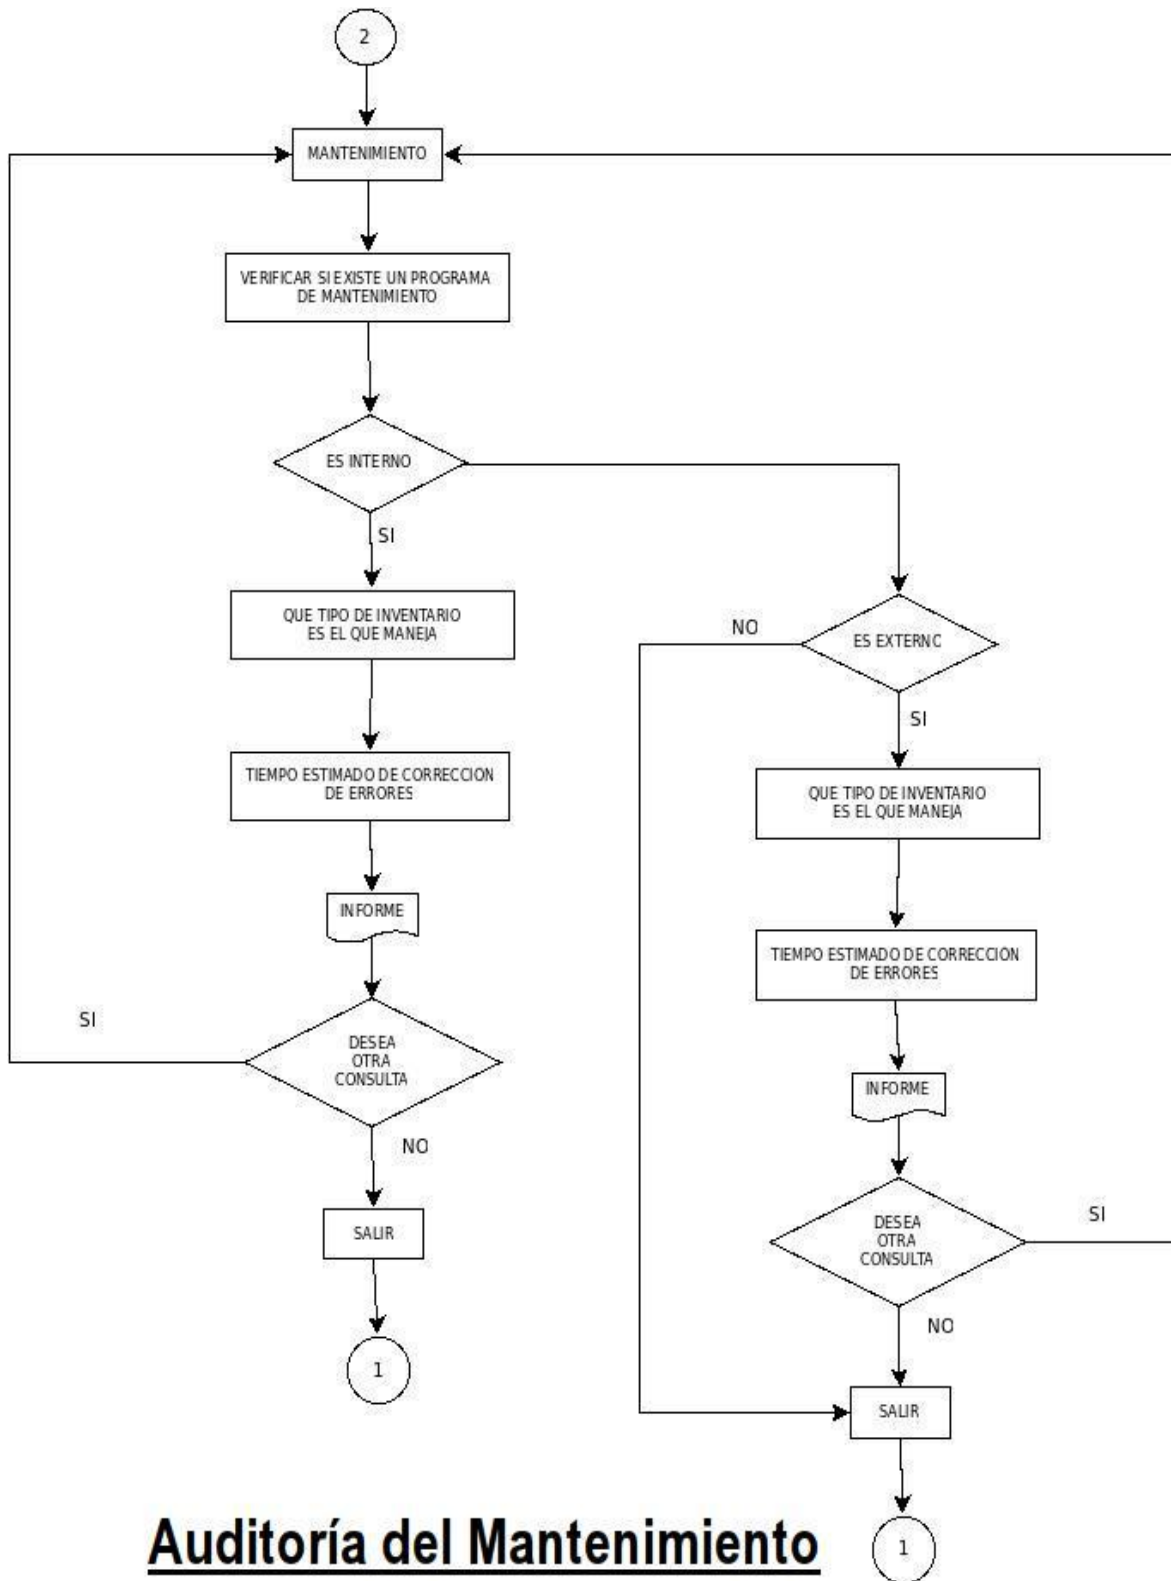 2
MANTENIMIENTO
VERIFICAR SI EXISTE UN PROGRAMA
DE MANTENIMIENTO
ES INTERNO
SI
QUE TIPO DE INVENTARIO
ES EL QUE MANEJA
TIEMPO ESTIMADO DE CORRECCION
DE ERRORES
INFORME
SI
DESEA
OTRA
CONSULTA
NO
SALIR
1
NO
ES EXTERNO
SI
QUE TIPO DE INVENTARIO
ES EL QUE MANEJA
TIEMPO ESTIMADO DE CORRECCION
DE ERRORES
INFORME
DESEA
OTRA
CONSULTA
SI
NO
SALIR
1
Auditoría del Mantenimiento